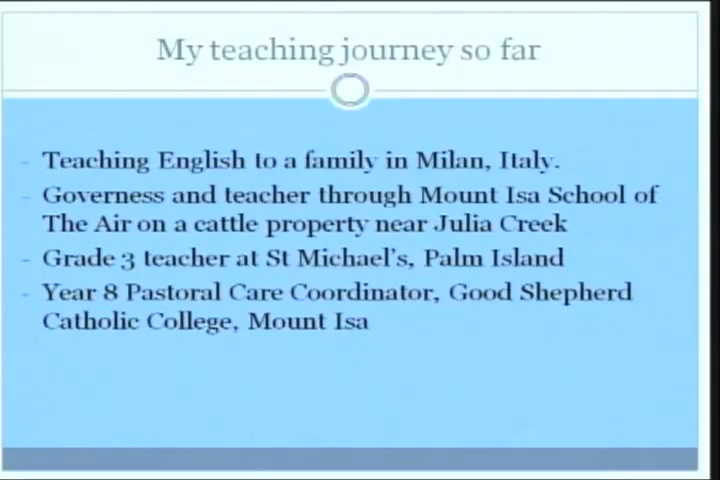 My teaching journey so far
- Teaching English to a family in Milan, Italy.
- Governess and teacher through Mount Isa School of
The Air on a cattle property near Julia Creek
- Grade 3 teacher at St Michael's, Palm Island
- Year 8 Pastoral Care Coordinator, Good Shepherd
Catholic College, Mount Isa